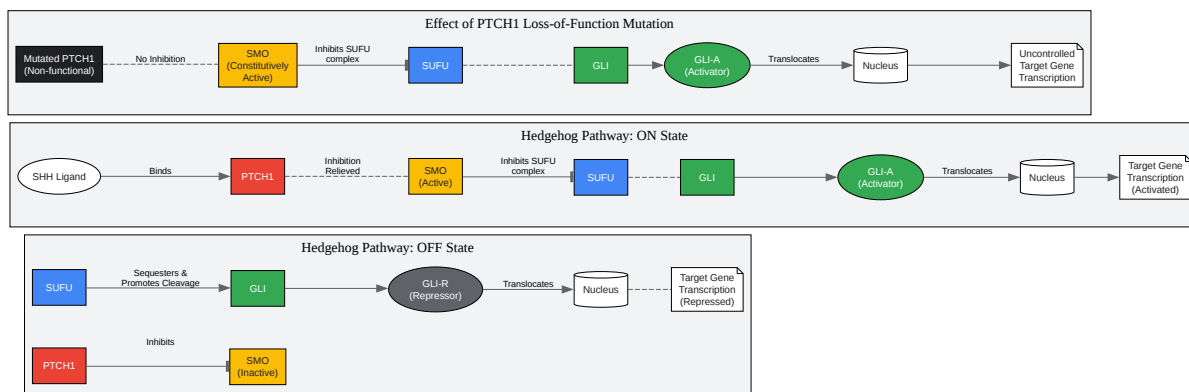 Effect of PTCH1 Loss-of-Function Mutation
Mutated PTCH1
(Non-functional)
No Inhibition
SMO
(Constitutively
Active)
Inhibits SUFU
complex
SUFU
GLI
GLI-A
(Activator)
Translocates
Nucleus
Uncontrolled
Target Gene
Transcription
Hedgehog Pathway: ON State
SHH Ligand
Binds
PTCH1
Inhibition
Relieved
SMO
(Active)
Inhibits SUFU
complex
SUFU
GLI
GLI-A
(Activator)
Translocates
Nucleus
Target Gene
Transcription
(Activated)
Hedgehog Pathway: OFF State
SUFU
Sequesters &
Promotes Cleavage
GLI
GLI-R
(Repressor)
Translocates
Nucleus
Target Gene
Transcription
(Repressed)
PTCH1
Inhibits
SMO
(Inactive)